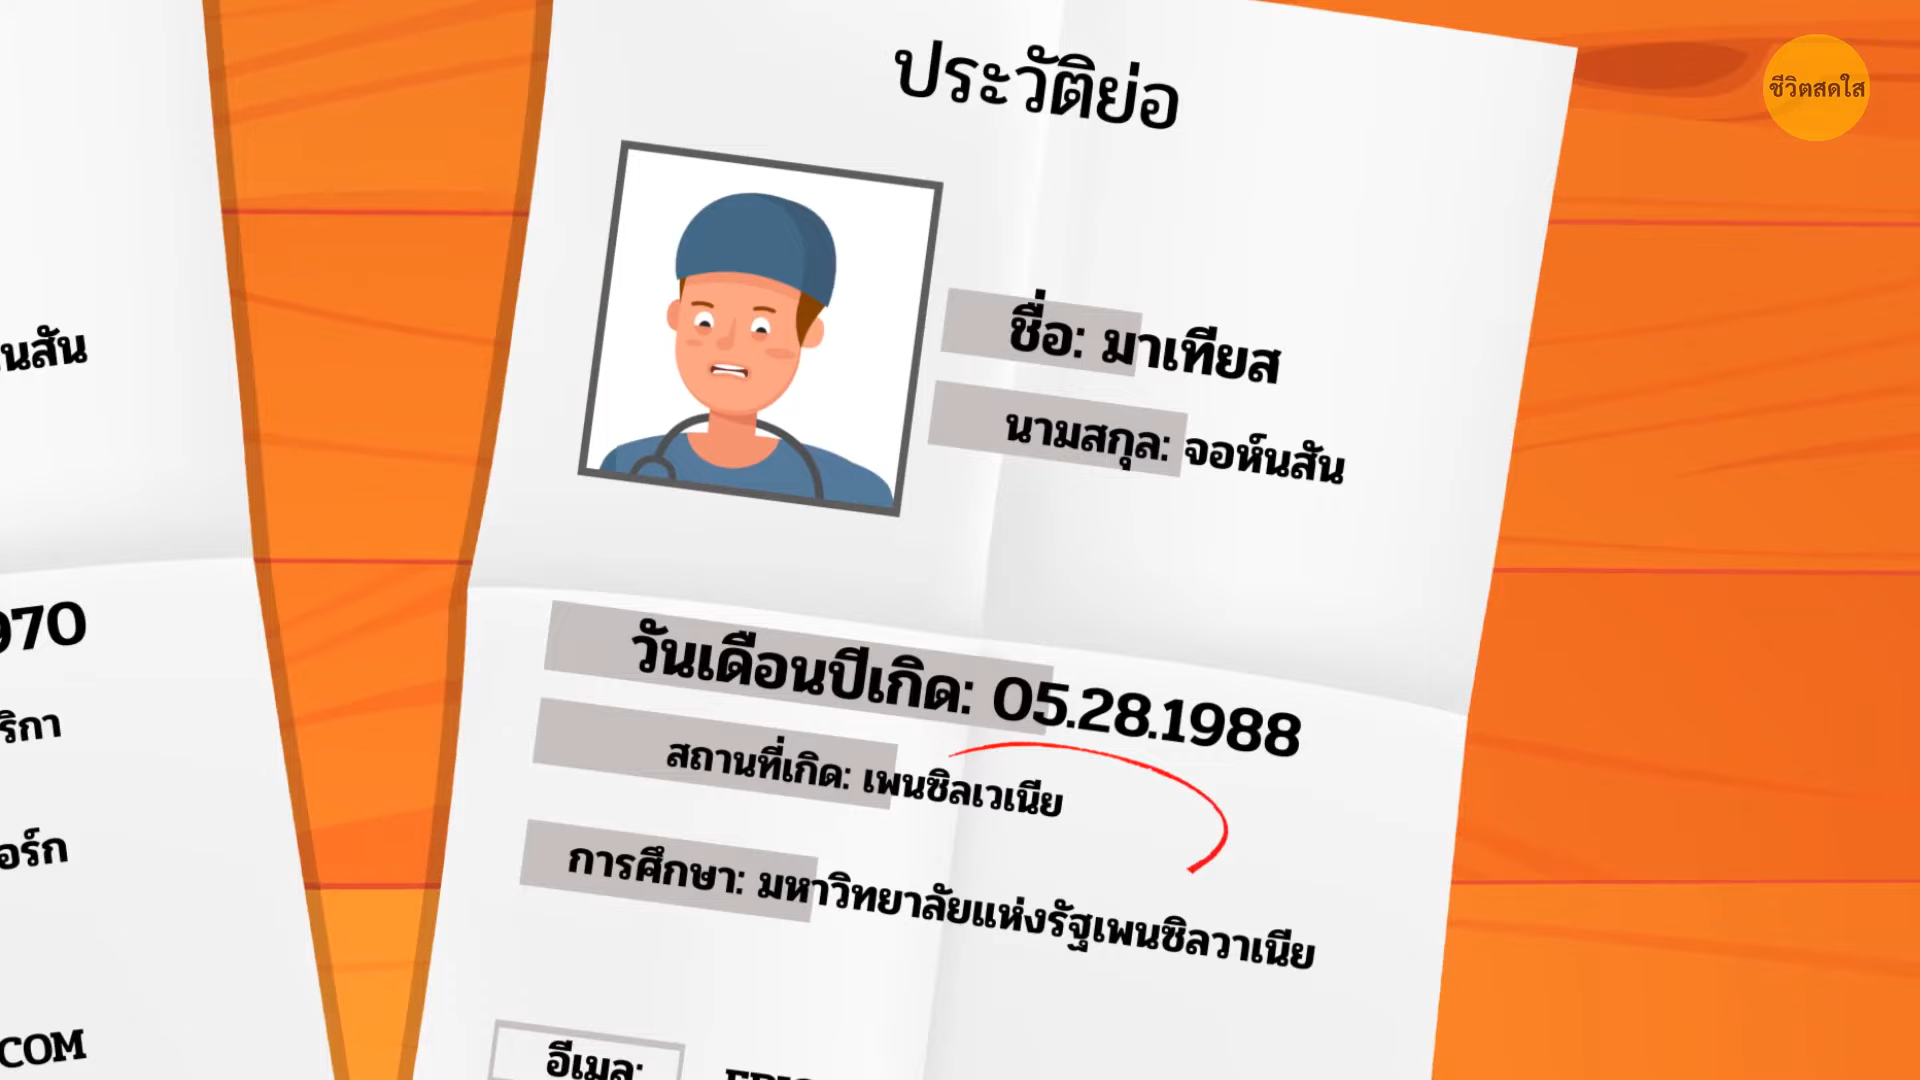 ประวัติย่อ
ชีวิตสดใส
ชื่อ: มาเทียส
นามสกุล: จอห์นสัน
วันเดือนปีเกิด: 05.28.1988
สถานที่เกิด: เพนซิลเวเนีย
การศึกษา: มหาวิทยาลัยแห่งรัฐเพนซิลวาเนีย
อีเมล:
นสัน
970
ริกา
อร์ก
COM